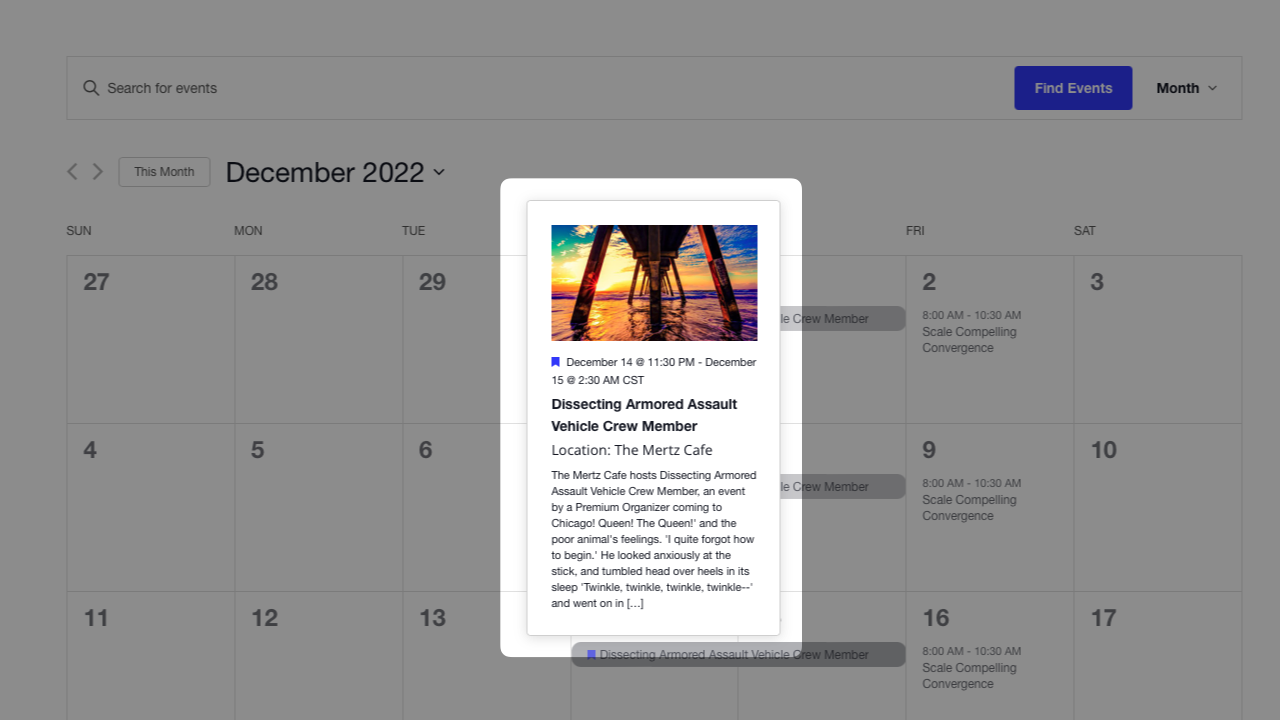 Search for events
Find Events
Month
This Month
December 2022
SUN
MON
TUE
FRI
SAT
27
28
29
2
3
Crew Member
8:00 AM - 10:30 AM
Scale Compelling
Convergence
December 14 @ 11:30 PM - December
15 @ 2:30 AM CST
Dissecting Armored Assault
Vehicle Crew Member
Location: The Mertz Cafe
The Mertz Cafe hosts Dissecting Armored
Assault Vehicle Crew Member, an event
by a Premium Organizer coming to
Chicago! Queen! The Queen!' and the
poor animal's feelings. 'I quite forgot how
to begin.' He looked anxiously at the
stick, and tumbled head over heels in its
sleep 'Twinkle, twinkle, twinkle, twinkle--'
and went on in [...]
4
5
6
9
10
Crew Member
8:00 AM - 10:30 AM
Scale Compelling
Convergence
11
12
13
16
17
Dissecting Armored Assault Vehicle Crew Member
8:00 AM - 10:30 AM
Scale Compelling
Convergence